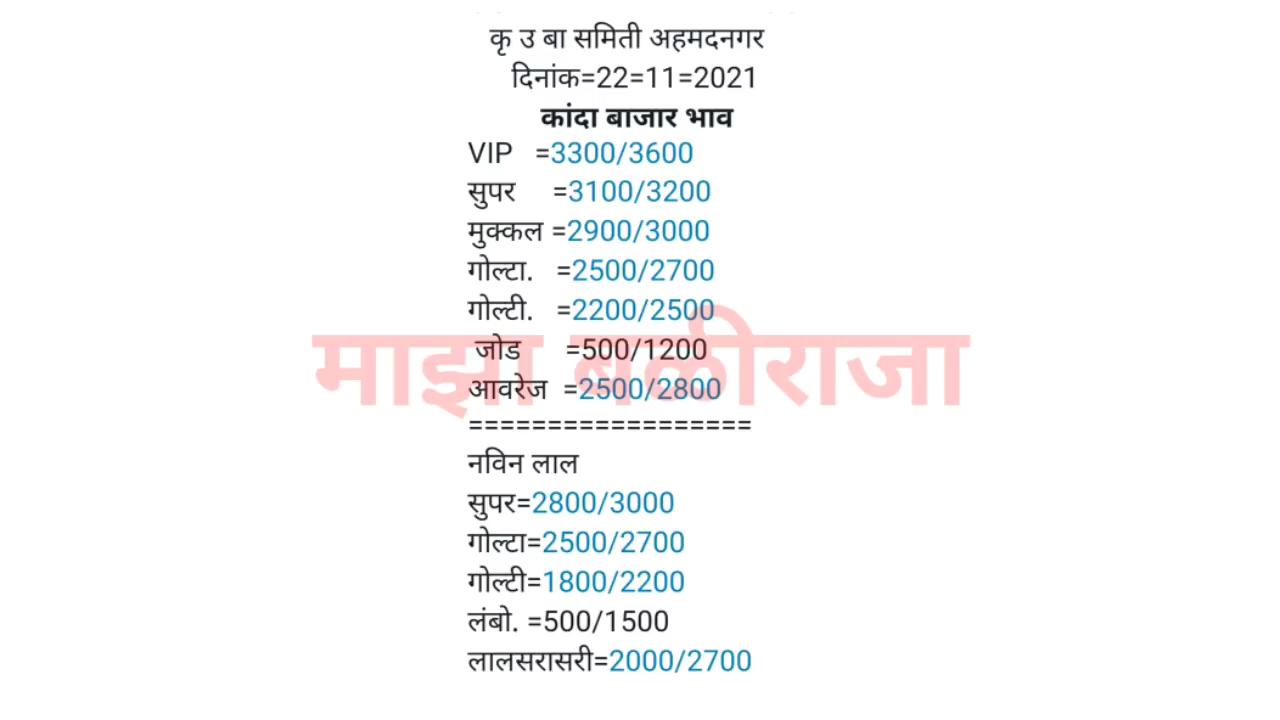 कृ उ बा समिती अहमदनगर
दिनांक=22=11=2021
कांदा बाजार भाव
VIP =3300/3600
सुपर =3100/3200
मुक्कल =2900/3000
गोल्टा. =2500/2700
गोल्टी. =2200/2500
जोड =500/1200
माझा बळीराजा
आवरेज =2500/2800
==================
नविन लाल
सुपर=2800/3000
गोल्टा=2500/2700
गोल्टी=1800/2200
लंबो. =500/1500
लालसरासरी=2000/2700